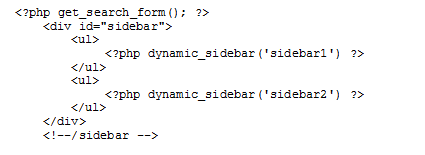 <?php get_search_form(); ?>
<div id="sidebar">
<ul>
<?php dynamic_sidebar('sidebar1') ?>
</ul>
<ul>
<?php dynamic_sidebar('sidebar2') ?>
</ul>
</div>
<!--/sidebar -->